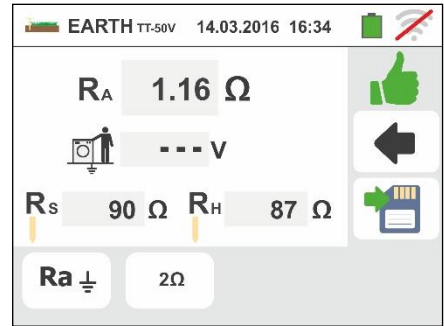 EARTH TT-50V 14.03.2016 16:34
RA 1.16 Ω
--- V
RS 90 Ω RH 87 Ω
Ra 2Ω